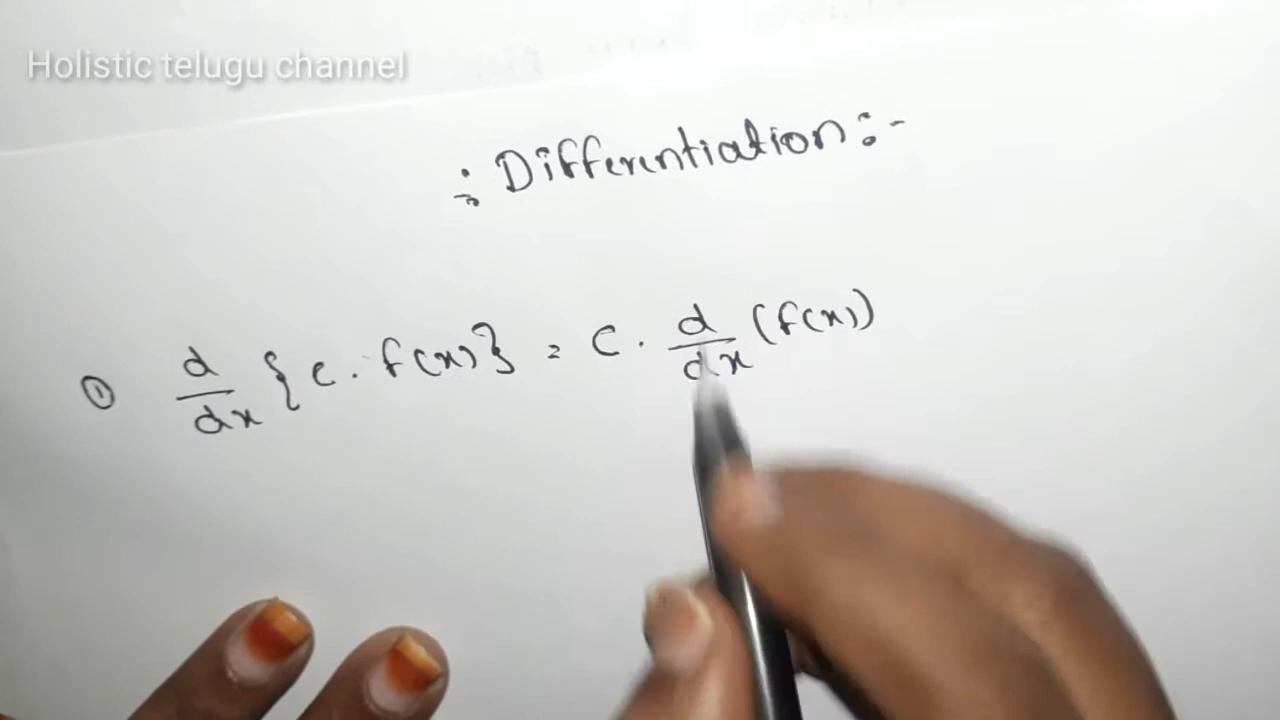 Holistic telugu channel
: Differentiation :-
① d/dx {c . f(x)} = c . d/dx (f(x))